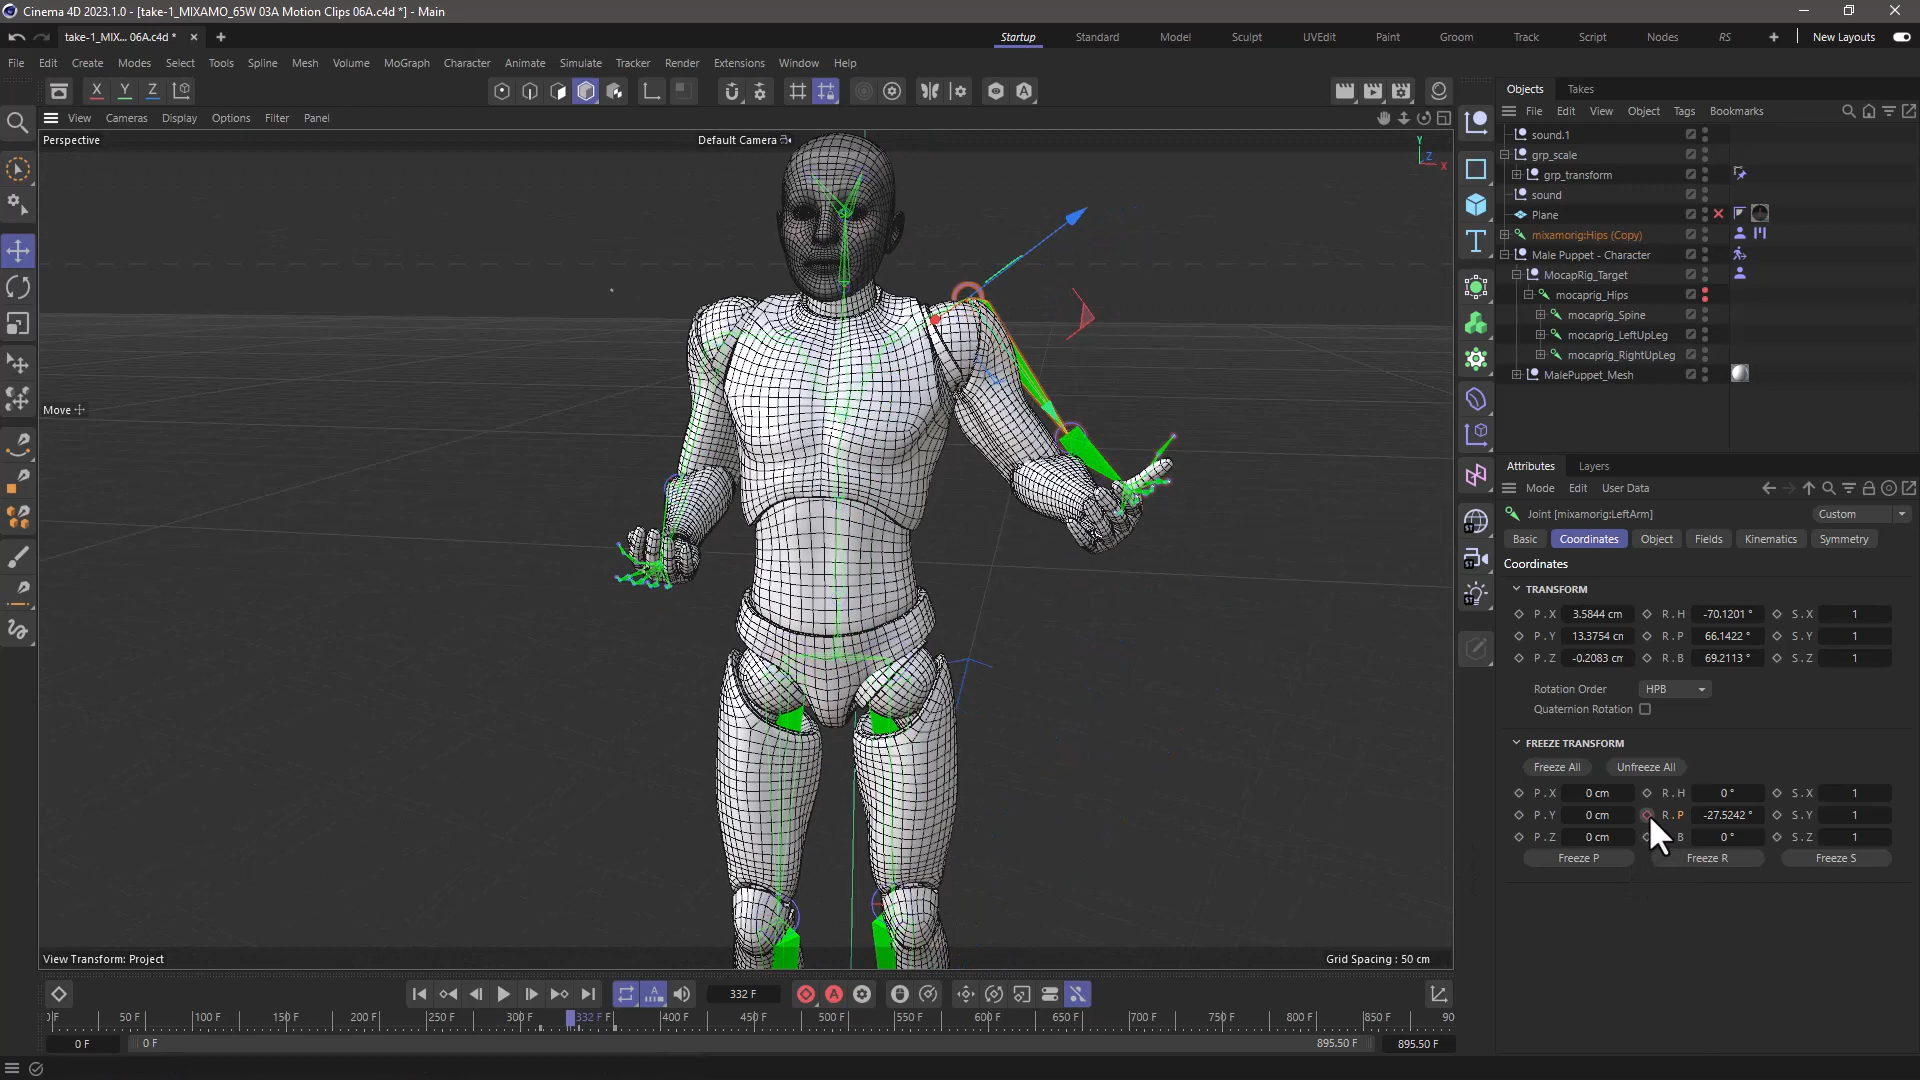 Cinema 4D 2023.1.0 - [take-1_MIXAMO_65W 03A Motion Clips 06A.c4d *] - Main
take-1_MIX... 06A.c4d *
Startup Standard Model Sculpt UVEdit Paint Groom Track Script Nodes RS New Layouts
File Edit Create Modes Select Tools Spline Mesh Volume MoGraph Character Animate Simulate Tracker Render Extensions Window Help
X Y Z
View Cameras Display Options Filter Panel
Perspective
Default Camera
Y
Z
X
Move
View Transform: Project
Grid Spacing : 50 cm
Objects Takes
File Edit View Object Tags Bookmarks
sound.1
grp_scale
grp_transform
sound
Plane
mixamorig:Hips (Copy)
Male Puppet - Character
MocapRig_Target
mocaprig_Hips
mocaprig_Spine
mocaprig_LeftUpLeg
mocaprig_RightUpLeg
MalePuppet_Mesh
Attributes Layers
Mode Edit User Data
Joint [mixamorig:LeftArm]
Custom
Basic Coordinates Object Fields Kinematics Symmetry
Coordinates
TRANSFORM
P . X 3.5844 cm R . H -70.1201 ° S . X 1
P . Y 13.3754 cm R . P 66.1422 ° S . Y 1
P . Z -0.2083 cm R . B 69.2113 ° S . Z 1
Rotation Order HPB
Quaternion Rotation
FREEZE TRANSFORM
Freeze All Unfreeze All
P . X 0 cm R . H 0 ° S . X 1
P . Y 0 cm R . P -27.5242 ° S . Y 1
P . Z 0 cm B 0 ° S . Z 1
Freeze P Freeze R Freeze S
332 F
50 F 100 F 150 F 200 F 250 F 300 F 332 F 400 F 450 F 500 F 550 F 600 F 650 F 700 F 750 F 800 F 850 F 90
0 F 0 F 895.50 F 895.50 F